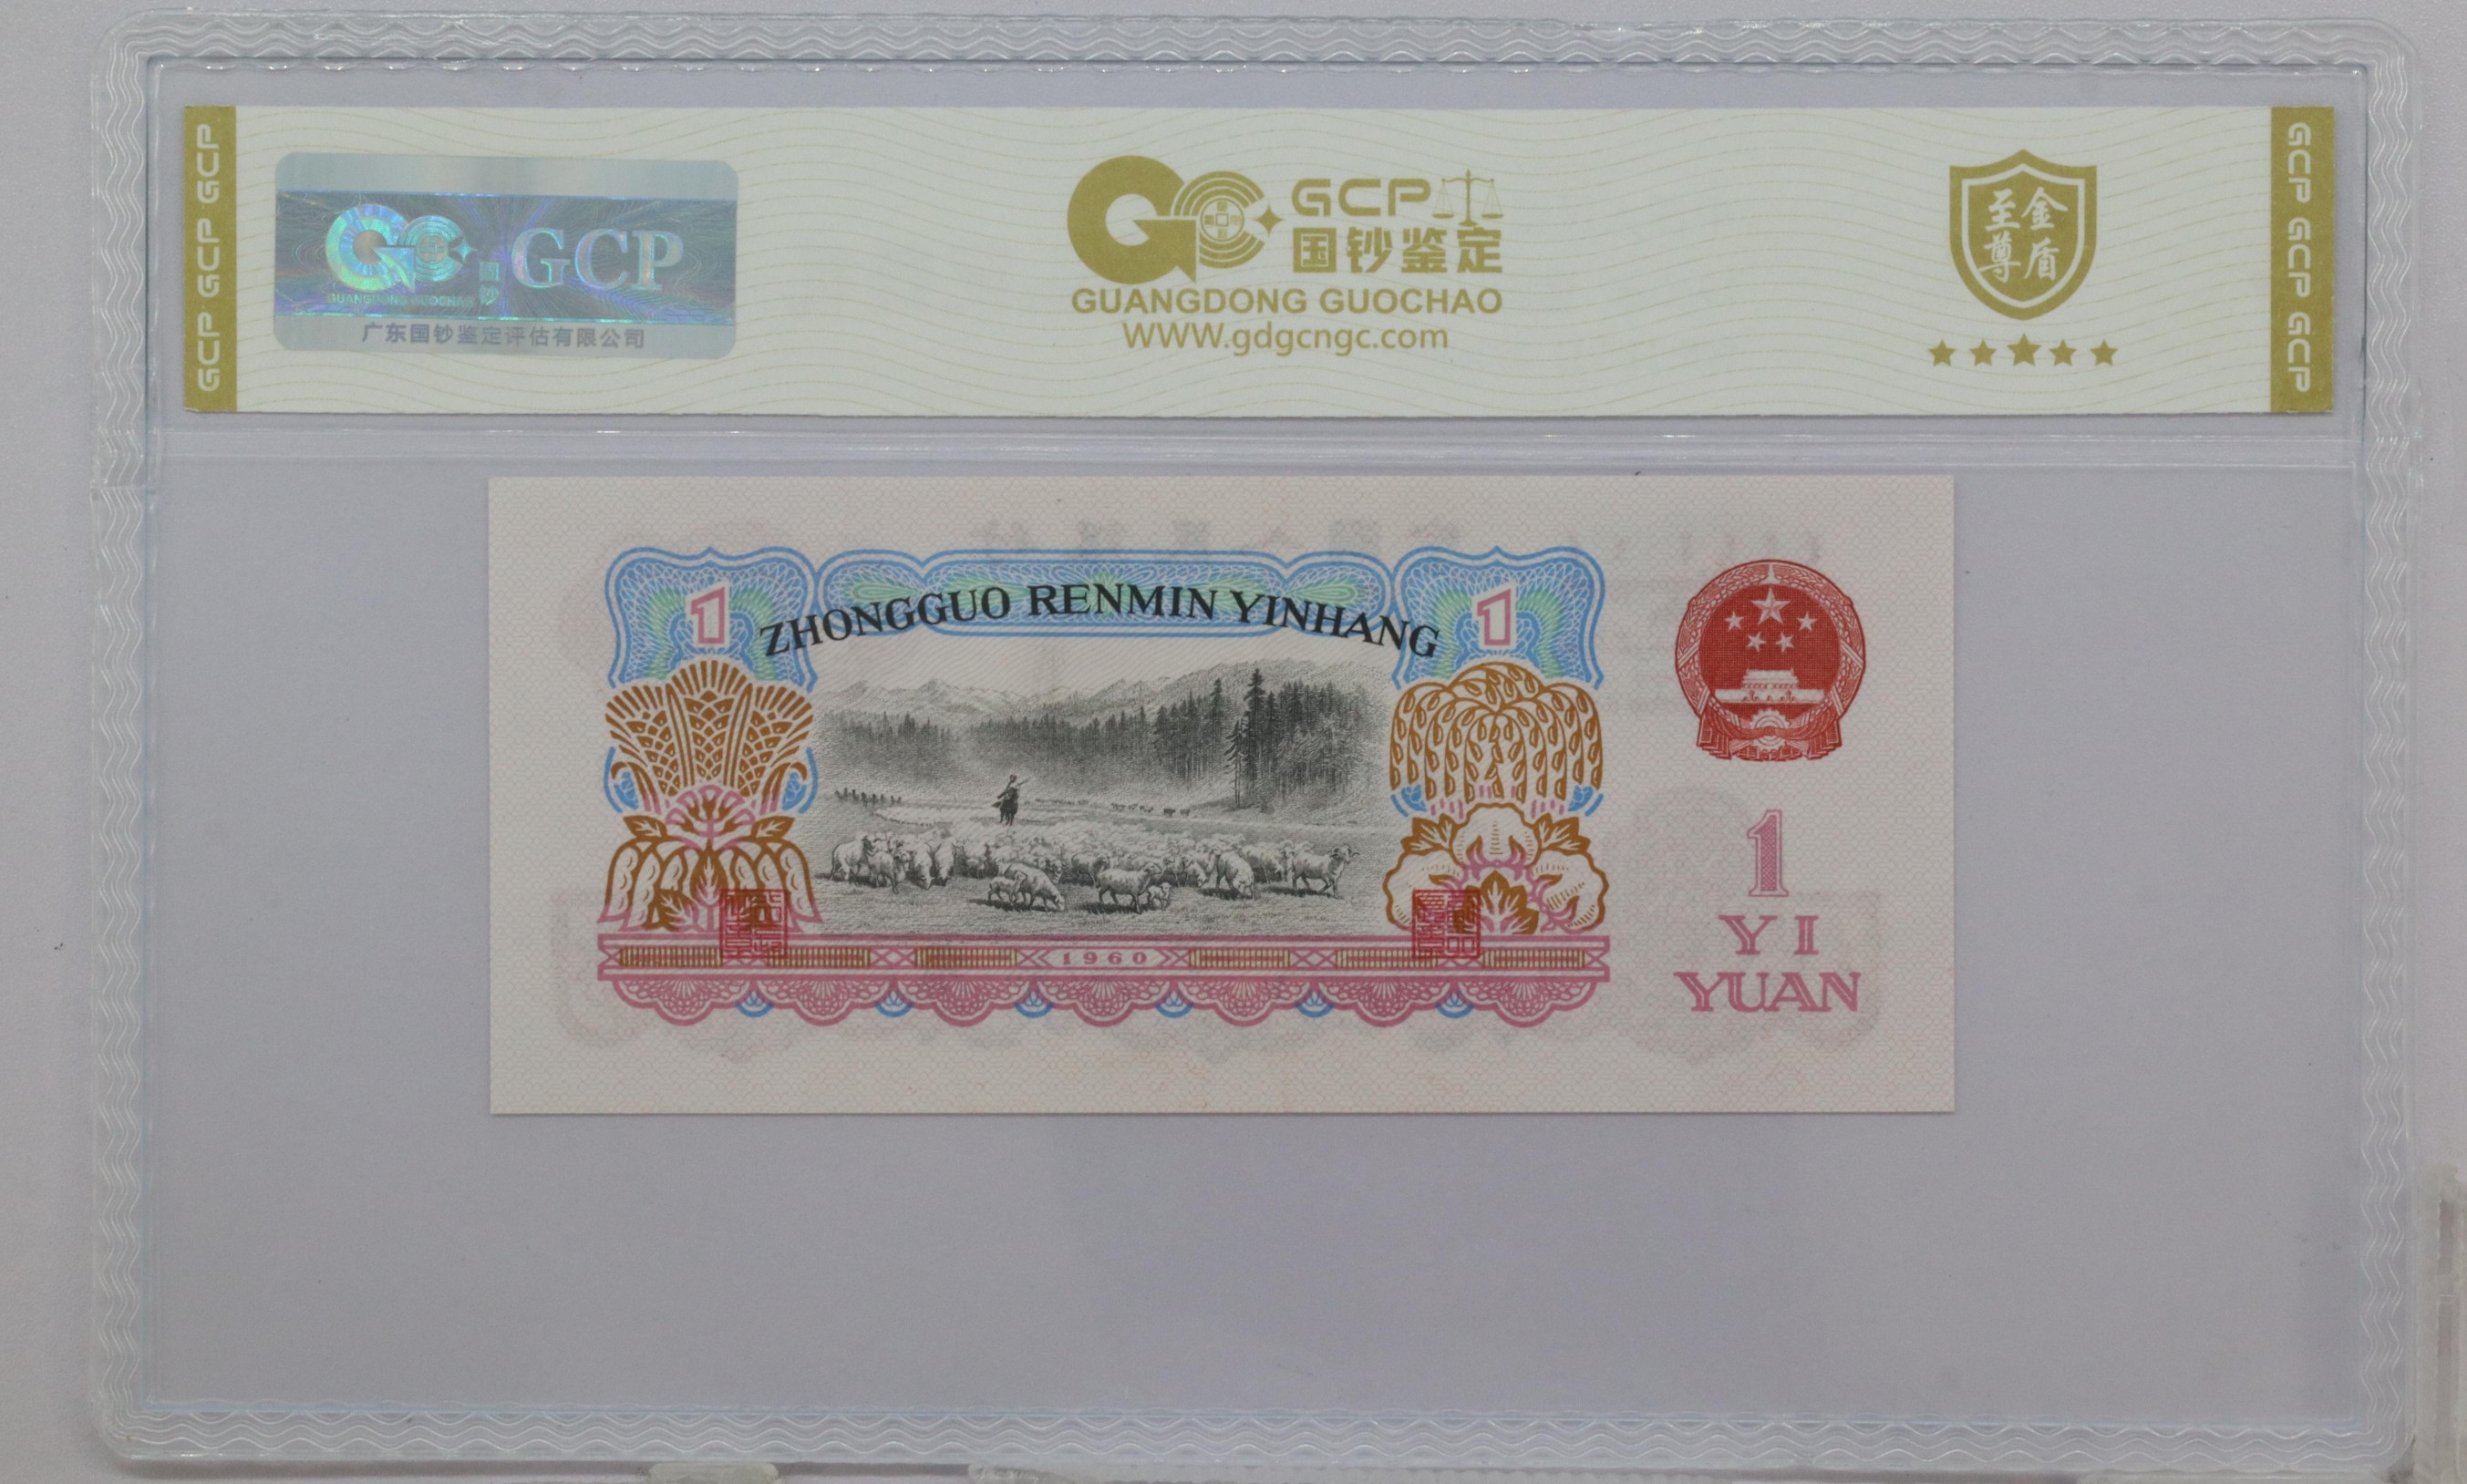 GCP GCP GCP
GC.GCP
国钞
GUANGDONG GUOCHAO
广东国钞鉴定评估有限公司
GCP
国钞鉴定
GUANGDONG GUOCHAO
WWW.gdgcngc.com
至尊
金盾
GCP GCP GCP
1
ZHONGGUO RENMIN YINHANG
1
1960
1
YI
YUAN